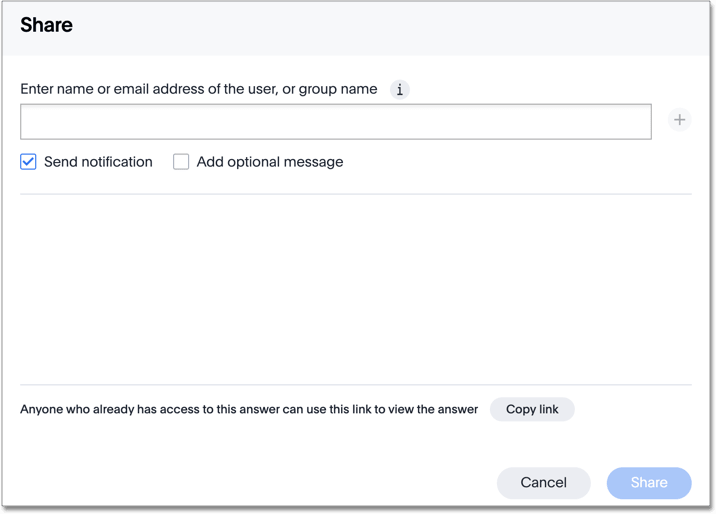 Share
Enter name or email address of the user, or group name i
Send notification Add optional message
Anyone who already has access to this answer can use this link to view the answer Copy link
Cancel Share